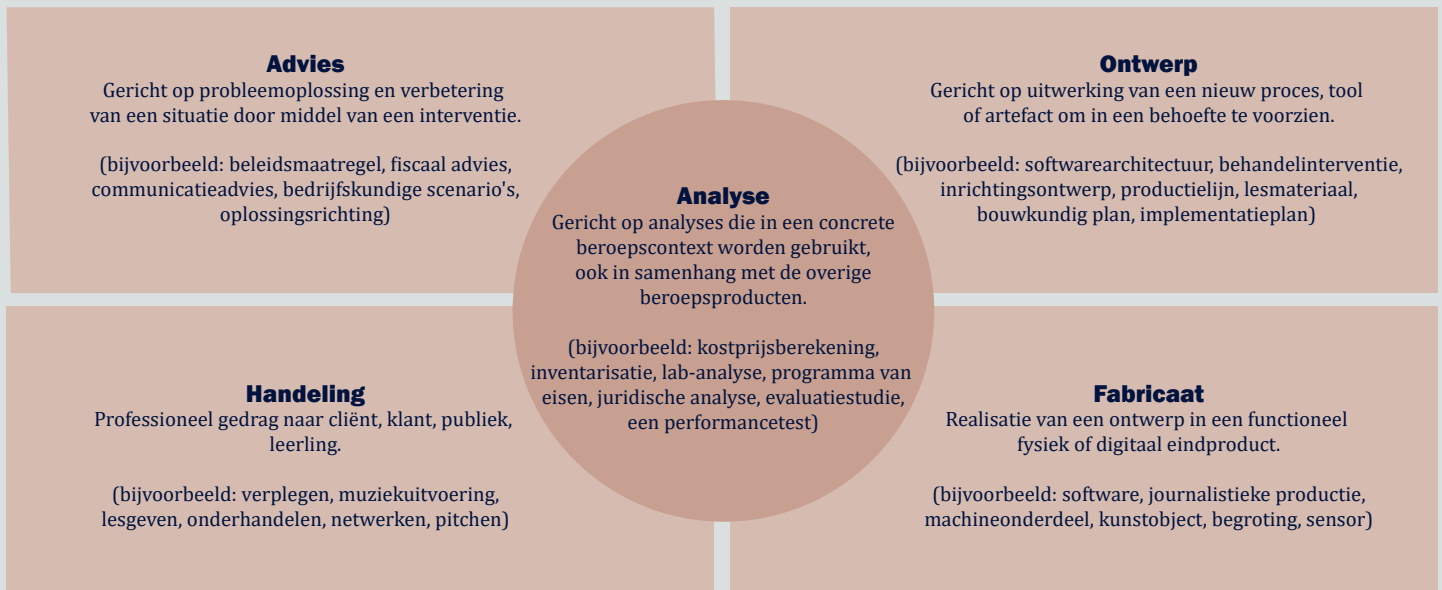 Advies
Gericht op probleemoplossing en verbetering
van een situatie door middel van een interventie.
(bijvoorbeeld: beleidsmaatregel, fiscaal advies,
communicatieadvies, bedrijfskundige scenario's,
oplossingsrichting)
Ontwerp
Gericht op uitwerking van een nieuw proces, tool
of artefact om in een behoefte te voorzien.
(bijvoorbeeld: softwarearchitectuur, behandelinterventie,
inrichtingsontwerp, productielijn, lesmateriaal,
bouwkundig plan, implementatieplan)
Analyse
Gericht op analyses die in een concrete
beroepscontext worden gebruikt,
ook in samenhang met de overige
beroepsproducten.
(bijvoorbeeld: kostprijsberekening,
inventarisatie, lab-analyse, programma van
eisen, juridische analyse, evaluatiestudie,
een performancetest)
Handeling
Professioneel gedrag naar cliënt, klant, publiek,
leerling.
(bijvoorbeeld: verplegen, muziekuitvoering,
lesgeven, onderhandelen, netwerken, pitchen)
Fabricaat
Realisatie van een ontwerp in een functioneel
fysiek of digitaal eindproduct.
(bijvoorbeeld: software, journalistieke productie,
machineonderdeel, kunstobject, begroting, sensor)